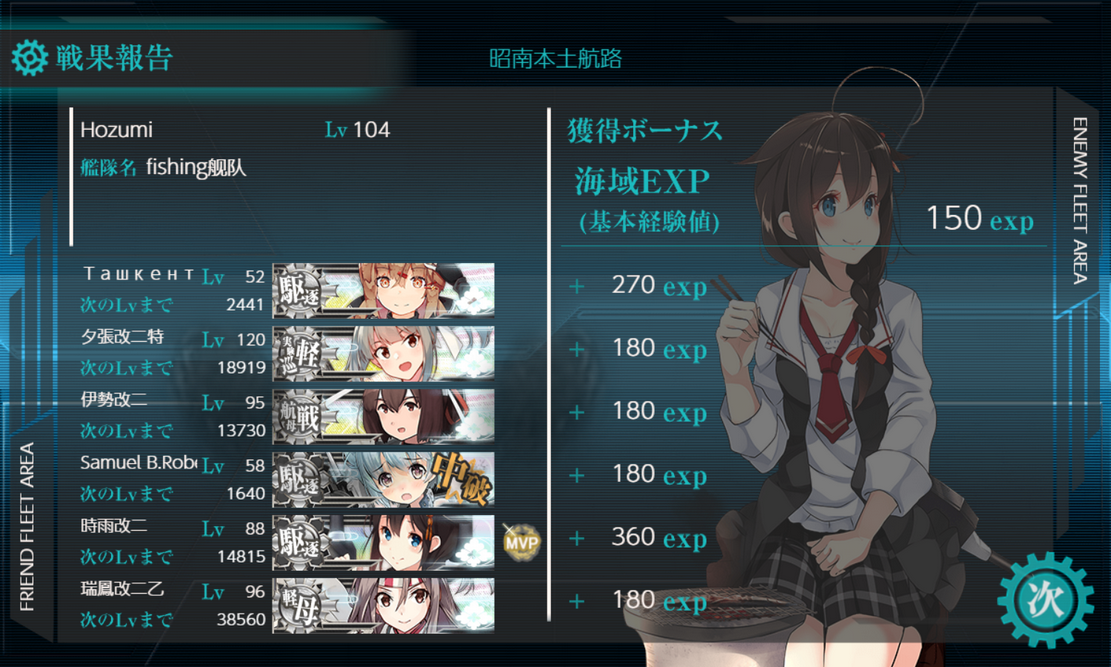 戦果報告
昭南本土航路
Hozumi Lv 104
艦隊名 fishing舰队
Ташкент Lv 52
次のLvまで 2441
駆逐
夕張改二特 Lv 120
次のLvまで 18919
実験軽巡
伊勢改二 Lv 95
次のLvまで 13730
航空戦母
Samuel B.Robe Lv 58
次のLvまで 1640
駆逐
中破
時雨改二 Lv 88
次のLvまで 14815
駆逐
MVP
瑞鳳改二乙 Lv 96
次のLvまで 38560
軽母
獲得ボーナス
海域EXP
(基本経験値)
150 exp
+ 270 exp
+ 180 exp
+ 180 exp
+ 180 exp
+ 360 exp
+ 180 exp
次
FRIEND FLEET AREA
ENEMY FLEET AREA